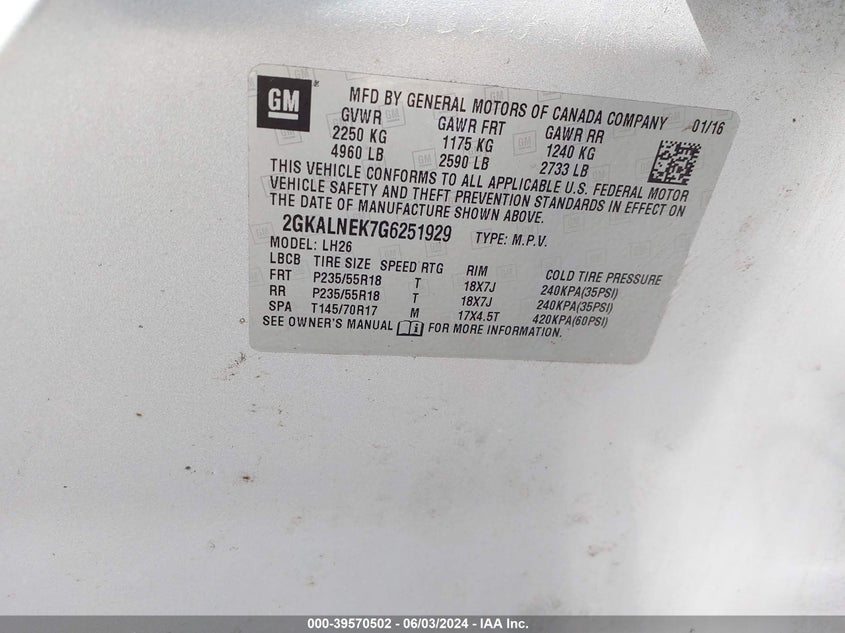 GM
MFD BY GENERAL MOTORS OF CANADA COMPANY 01/16
GVWR GAWR FRT GAWR RR
2250 KG 1175 KG 1240 KG
4960 LB 2590 LB 2733 LB
THIS VEHICLE CONFORMS TO ALL APPLICABLE U.S. FEDERAL MOTOR
VEHICLE SAFETY AND THEFT PREVENTION STANDARDS IN EFFECT ON
THE DATE OF MANUFACTURE SHOWN ABOVE.
2GKALNEK7G6251929 TYPE: M.P.V.
MODEL: LH26
LBCB TIRE SIZE SPEED RTG RIM COLD TIRE PRESSURE
FRT P235/55R18 T 18X7J 240KPA(35PSI)
RR P235/55R18 T 18X7J 240KPA(35PSI)
SPA T145/70R17 M 17X4.5T 420KPA(60PSI)
SEE OWNER'S MANUAL i FOR MORE INFORMATION.
000-39570502 - 06/03/2024 - IAA Inc.